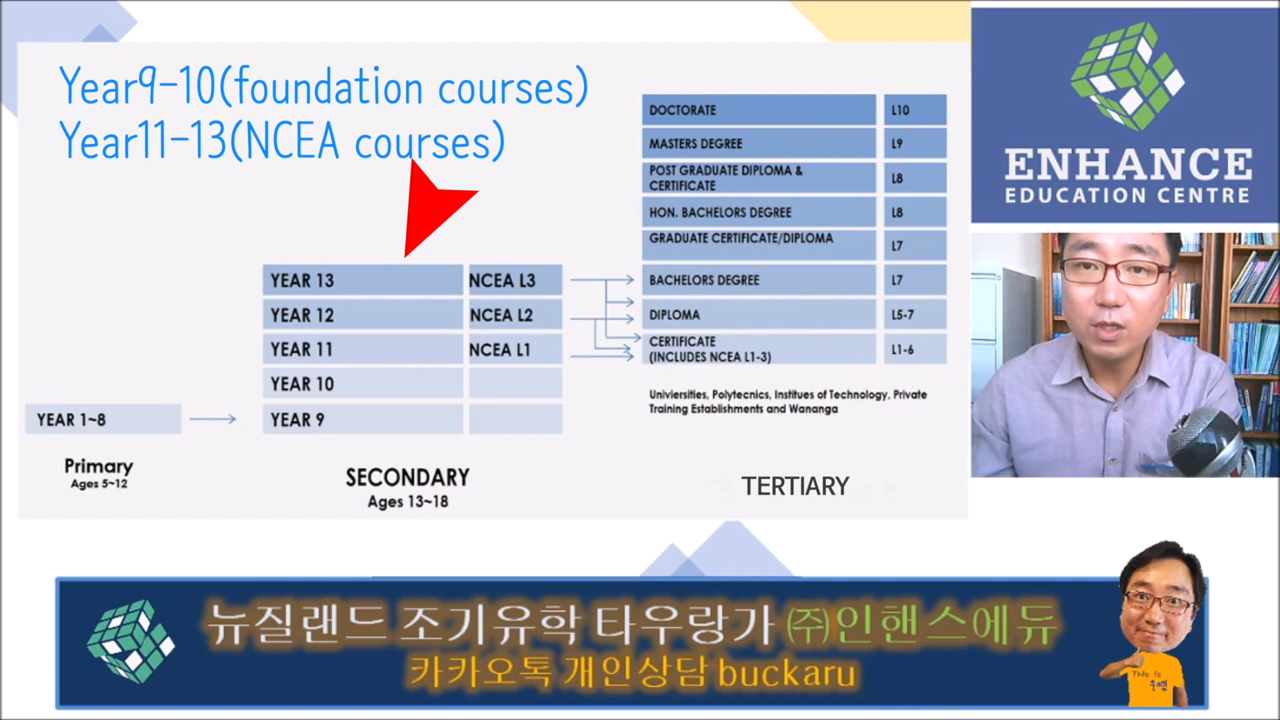 Year9-10(foundation courses)
Year11-13(NCEA courses)
YEAR 1~8
Primary
Ages 5~12
YEAR 13 NCEA L3
YEAR 12 NCEA L2
YEAR 11 NCEA L1
YEAR 10
YEAR 9
SECONDARY
Ages 13~18
DOCTORATE L10
MASTERS DEGREE L9
POST GRADUATE DIPLOMA &
CERTIFICATE L8
HON. BACHELORS DEGREE L8
GRADUATE CERTIFICATE/DIPLOMA L7
BACHELORS DEGREE L7
DIPLOMA L5-7
CERTIFICATE
(INCLUDES NCEA L1-3) L1-6
Univiersities, Polytecnics, Institues of Technology, Private
Training Establishments and Wananga
TERTIARY
ENHANCE
EDUCATION CENTRE
뉴질랜드 조기유학 타우랑가 ㈜인핸스에듀
카카오톡 개인상담 buckaru
This is